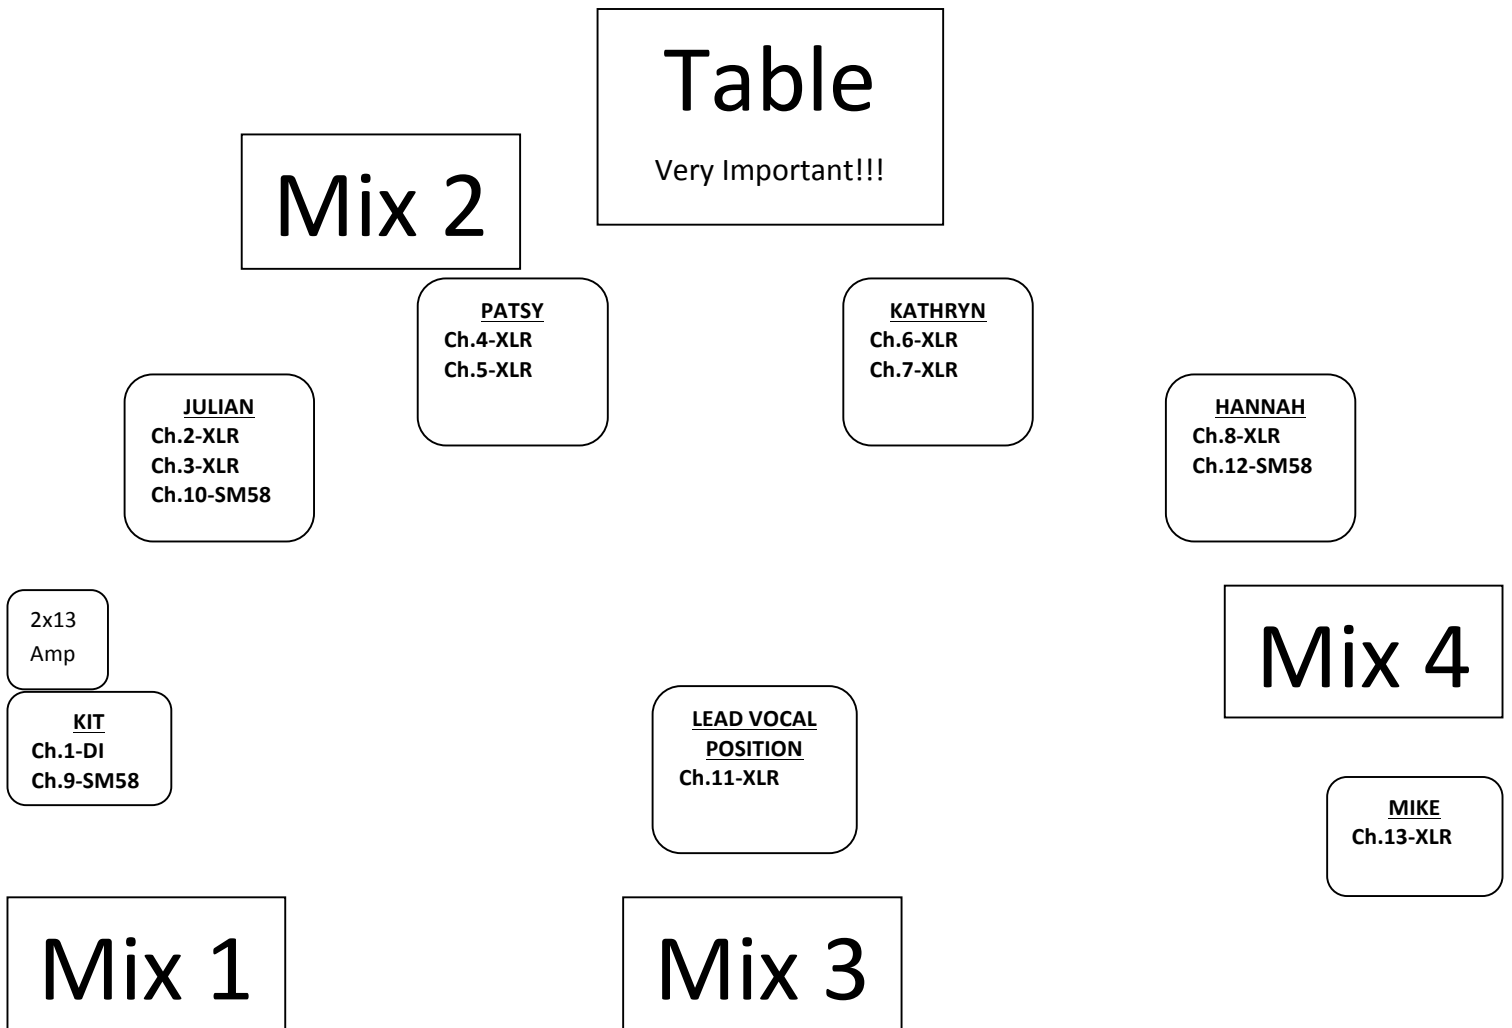 Table
Very Important!!!
Mix 2
PATSY
Ch.4-XLR
Ch.5-XLR
KATHRYN
Ch.6-XLR
Ch.7-XLR
JULIAN
Ch.2-XLR
Ch.3-XLR
Ch.10-SM58
HANNAH
Ch.8-XLR
Ch.12-SM58
2x13
Amp
Mix 4
KIT
Ch.1-DI
Ch.9-SM58
LEAD VOCAL
POSITION
Ch.11-XLR
MIKE
Ch.13-XLR
Mix 1
Mix 3